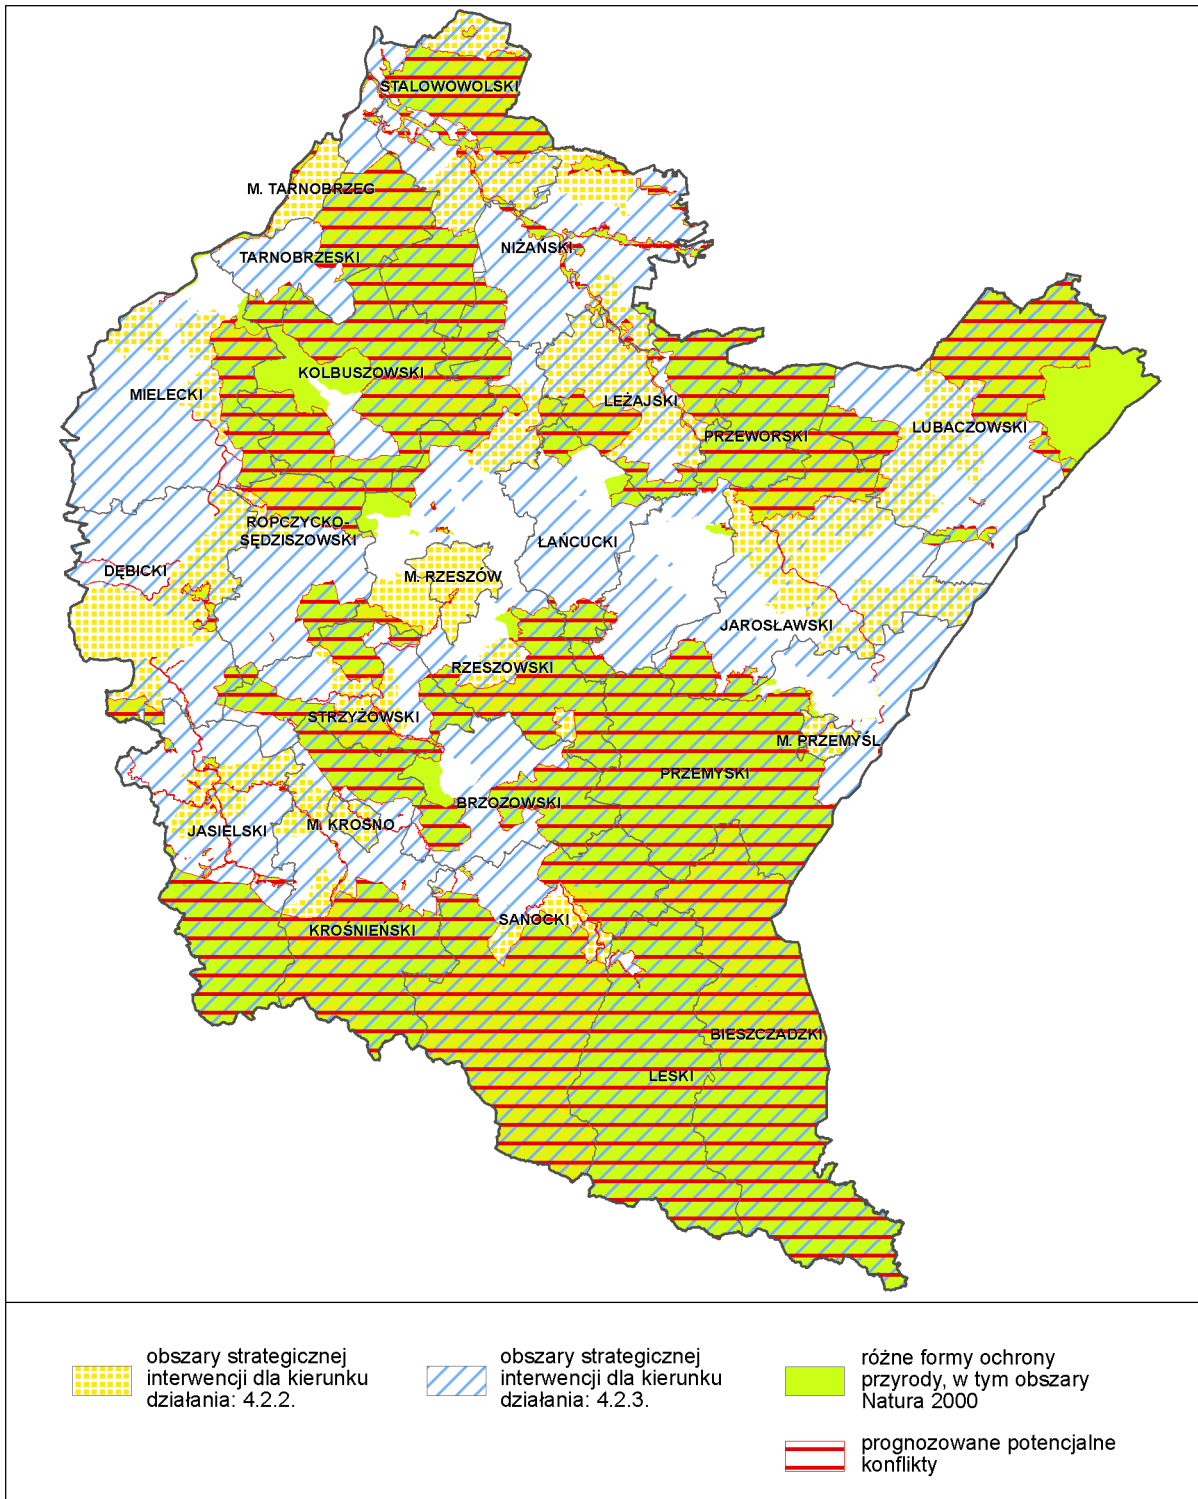 STALOWOWOLSKI
M. TARNOBRZEG
NIŻAŃSKI
TARNOBRZESKI
KOLBUSZOWSKI
MIELECKI
LEŻAJSKI
LUBACZOWSKI
PRZEWORSKI
ROPCZYCKO-
SĘDZISZOWSKI
ŁAŃCUCKI
DĘBICKI
M. RZESZÓW
JAROSŁAWSKI
RZESZOWSKI
STRZYŻOWSKI
M. PRZEMYŚL
PRZEMYSKI
BRZOZOWSKI
JASIELSKI
M. KROSNO
SANOCKI
KROŚNIEŃSKI
BIESZCZADZKI
LESKI
obszary strategicznej
interwencji dla kierunku
działania: 4.2.2.
obszary strategicznej
interwencji dla kierunku
działania: 4.2.3.
różne formy ochrony
przyrody, w tym obszary
Natura 2000
prognozowane potencjalne
konflikty